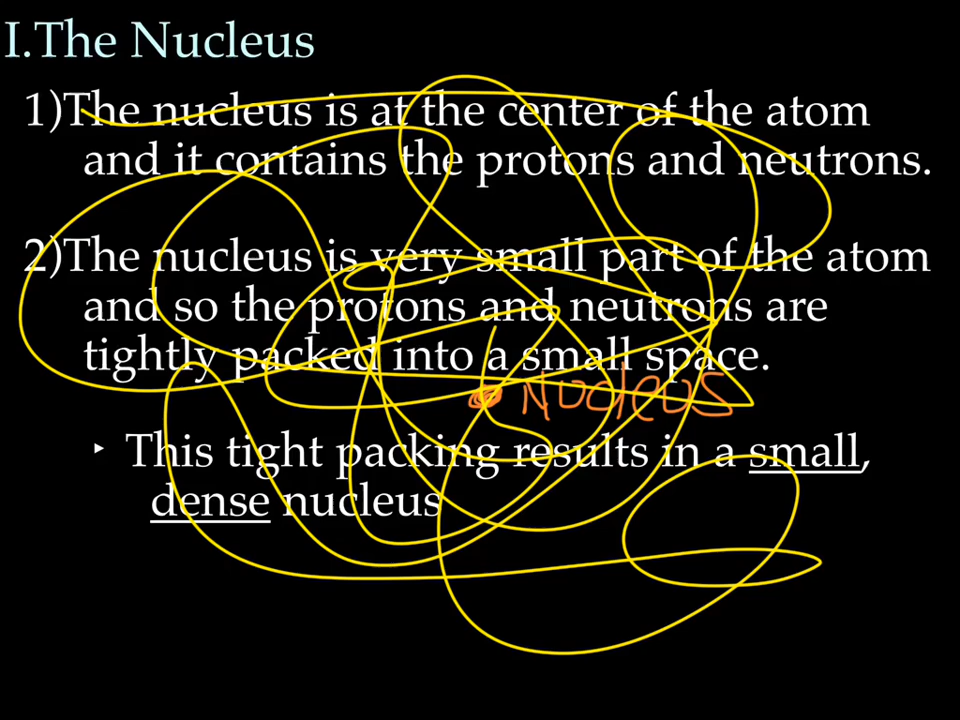 I.The Nucleus
1)The nucleus is at the center of the atom
and it contains the protons and neutrons.
2)The nucleus is very small part of the atom
and so the protons and neutrons are
tightly packed into a small space.
Nucleus
‣ This tight packing results in a small,
dense nucleus